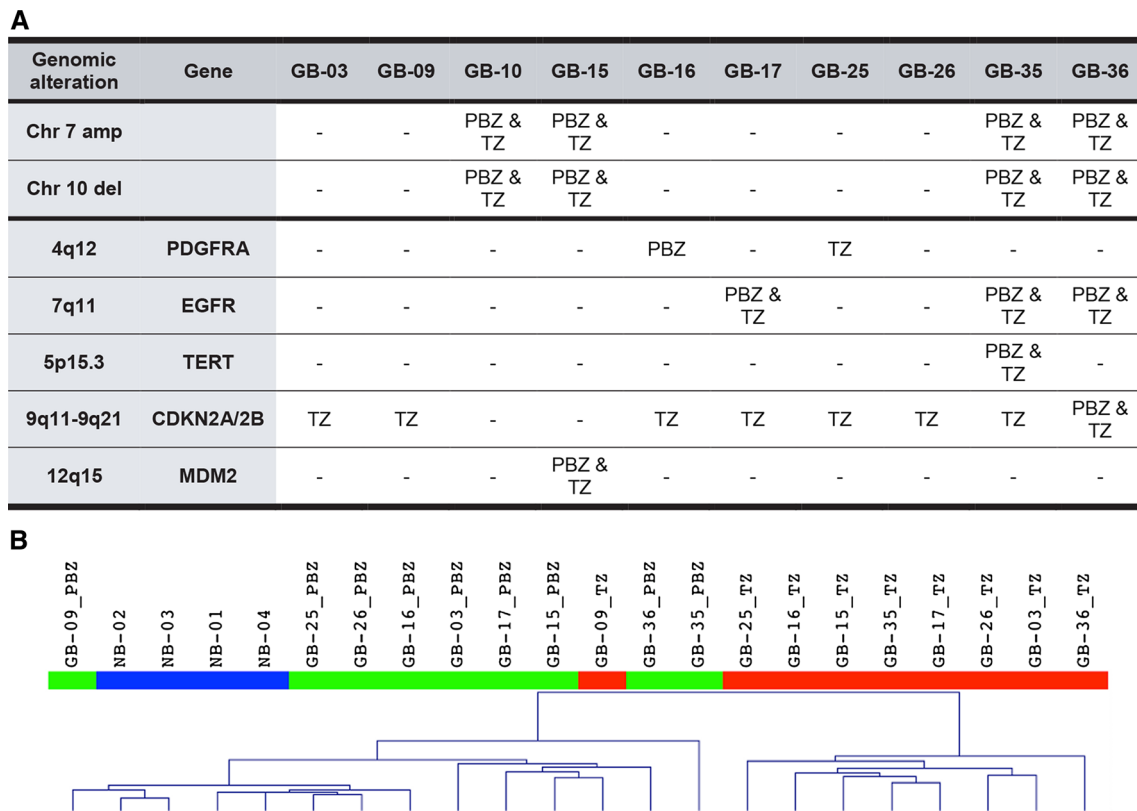 A
Genomic alteration Gene GB-03 GB-09 GB-10 GB-15 GB-16 GB-17 GB-25 GB-26 GB-35 GB-36
Chr 7 amp - - PBZ & TZ PBZ & TZ - - - - PBZ & TZ PBZ & TZ
Chr 10 del - - PBZ & TZ PBZ & TZ - - - - PBZ & TZ PBZ & TZ
4q12 PDGFRA - - - - PBZ - TZ - - -
7q11 EGFR - - - - - PBZ & TZ - - PBZ & TZ PBZ & TZ
5p15.3 TERT - - - - - - - - PBZ & TZ -
9q11-9q21 CDKN2A/2B TZ TZ - - TZ TZ TZ TZ TZ PBZ & TZ
12q15 MDM2 - - - PBZ & TZ - - - - - -
B
GB-09_PBZ
NB-02
NB-03
NB-01
NB-04
GB-25_PBZ
GB-26_PBZ
GB-16_PBZ
GB-03_PBZ
GB-17_PBZ
GB-15_PBZ
GB-09_TZ
GB-36_PBZ
GB-35_PBZ
GB-25_TZ
GB-16_TZ
GB-15_TZ
GB-35_TZ
GB-17_TZ
GB-26_TZ
GB-03_TZ
GB-36_TZ